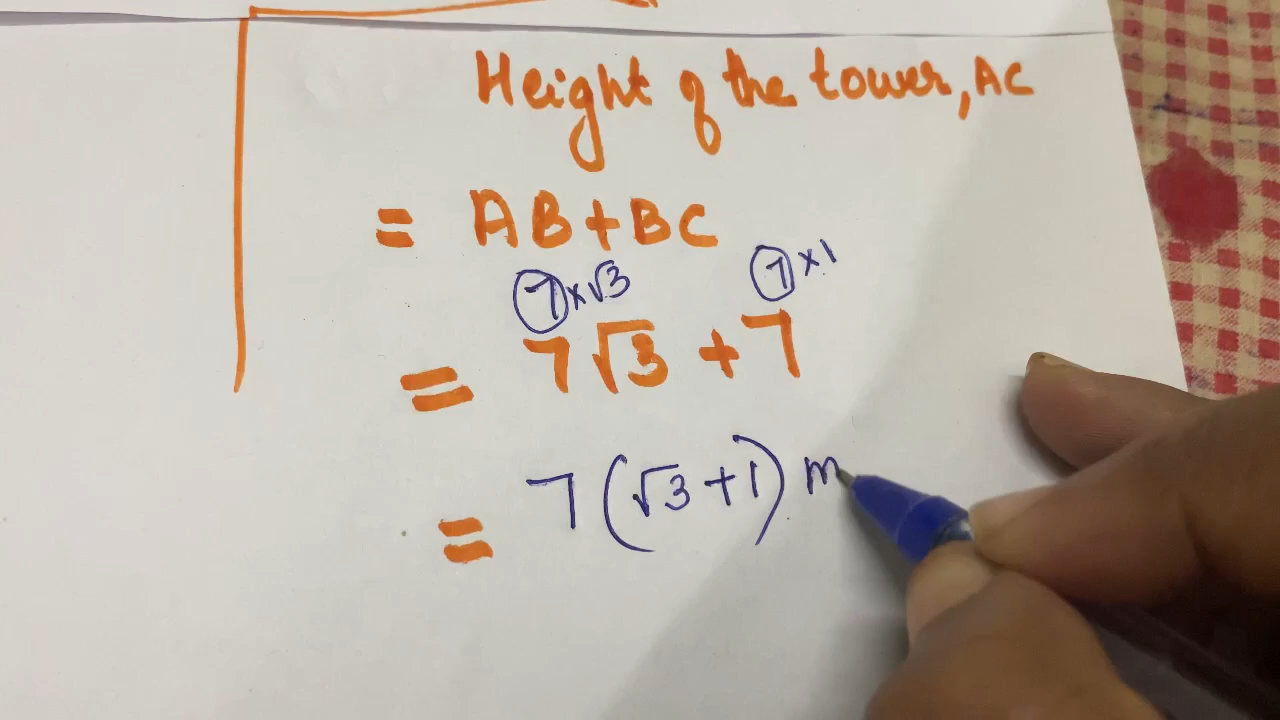 Height of the tower, AC
= AB+BC
7×√3 7×1
= 7√3 + 7
= 7(√3+1) m